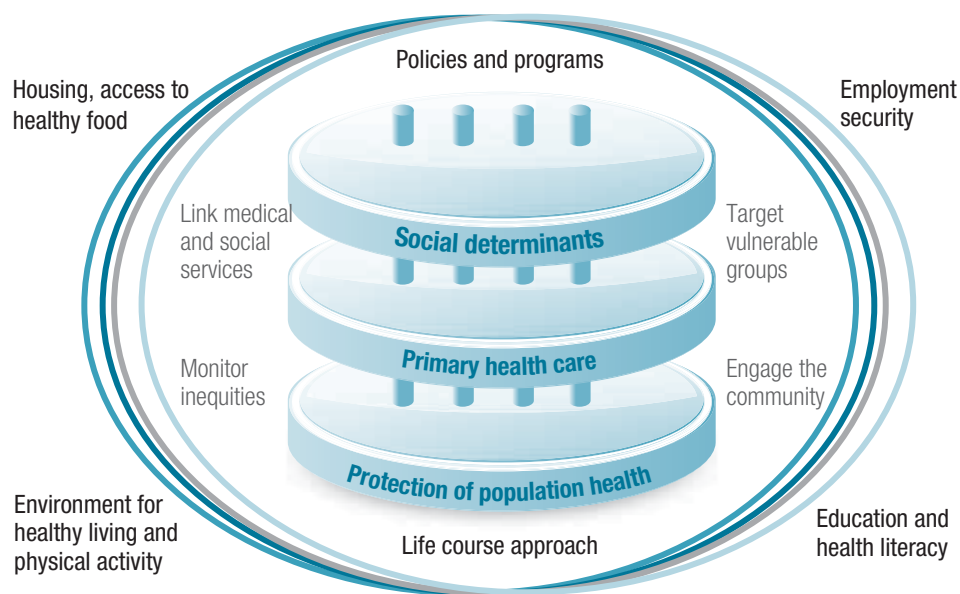 Policies and programs
Housing, access to
healthy food
Employment
security
Link medical
and social
services
Target
vulnerable
groups
Social determinants
Primary health care
Monitor
inequities
Engage the
community
Protection of population health
Environment for
healthy living and
physical activity
Life course approach
Education and
health literacy